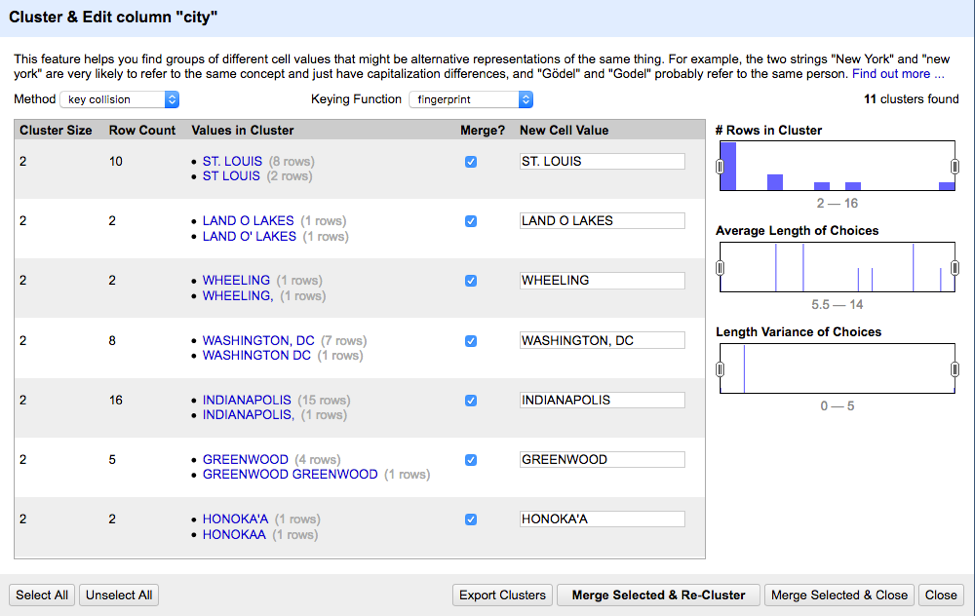 Cluster & Edit column "city"
This feature helps you find groups of different cell values that might be alternative representations of the same thing. For example, the two strings "New York" and "new
york" are very likely to refer to the same concept and just have capitalization differences, and "Gödel" and "Godel" probably refer to the same person. Find out more ...
Method key collision Keying Function fingerprint 11 clusters found
Cluster Size Row Count Values in Cluster Merge? New Cell Value
2 10 • ST. LOUIS (8 rows) ST. LOUIS
• ST LOUIS (2 rows)
2 2 • LAND O LAKES (1 rows) LAND O LAKES
• LAND O' LAKES (1 rows)
2 2 • WHEELING (1 rows) WHEELING
• WHEELING, (1 rows)
2 8 • WASHINGTON, DC (7 rows) WASHINGTON, DC
• WASHINGTON DC (1 rows)
2 16 • INDIANAPOLIS (15 rows) INDIANAPOLIS
• INDIANAPOLIS, (1 rows)
2 5 • GREENWOOD (4 rows) GREENWOOD
• GREENWOOD GREENWOOD (1 rows)
2 2 • HONOKA'A (1 rows) HONOKA'A
• HONOKAA (1 rows)
# Rows in Cluster
2 — 16
Average Length of Choices
5.5 — 14
Length Variance of Choices
0 — 5
Select All Unselect All Export Clusters Merge Selected & Re-Cluster Merge Selected & Close Close